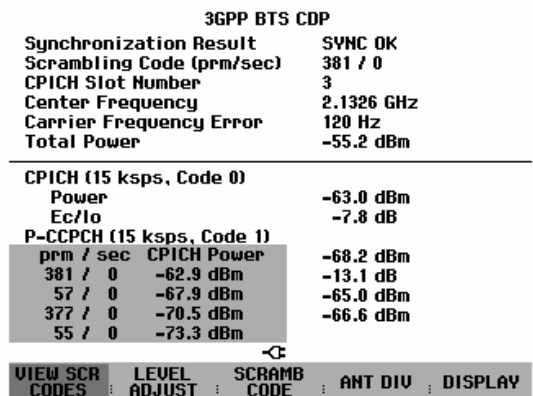 3GPP BTS CDP
Synchronization Result SYNC OK
Scrambling Code (prm/sec) 381 / 0
CPICH Slot Number 3
Center Frequency 2.1326 GHz
Carrier Frequency Error 120 Hz
Total Power -55.2 dBm
CPICH (15 ksps, Code 0)
Power -63.0 dBm
Ec/Io -7.8 dB
P-CCPCH (15 ksps, Code 1)
prm / sec CPICH Power -68.2 dBm
381 / 0 -62.9 dBm -13.1 dB
57 / 0 -67.9 dBm -65.0 dBm
377 / 0 -70.5 dBm -66.6 dBm
55 / 0 -73.3 dBm
VIEW SCR CODES LEVEL ADJUST SCRAMB CODE ANT DIV DISPLAY